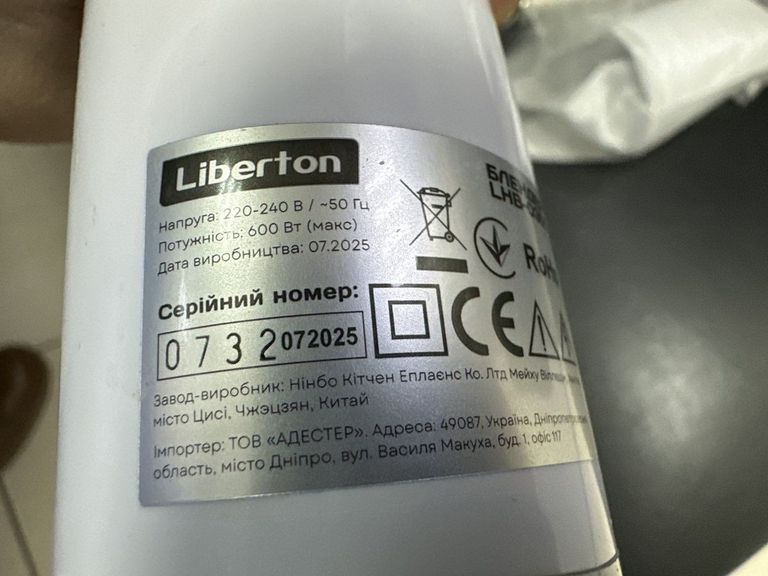 Liberton
Напруга: 220-240 В / ~50 Гц
Потужність: 600 Вт (макс)
Дата виробництва: 07.2025
Серійний номер:
0732072025
CE
Завод-виробник: Нінбо Кітчен Еплаєнс Ко. Лтд Мейху
місто Цисі, Чжэцзян, Китай
Імпортер: ТОВ «АДЕСТЕР». Адреса: 49087, Україна,
область, місто Дніпро, вул. Василя Макуха, буд. 1, офіс 117